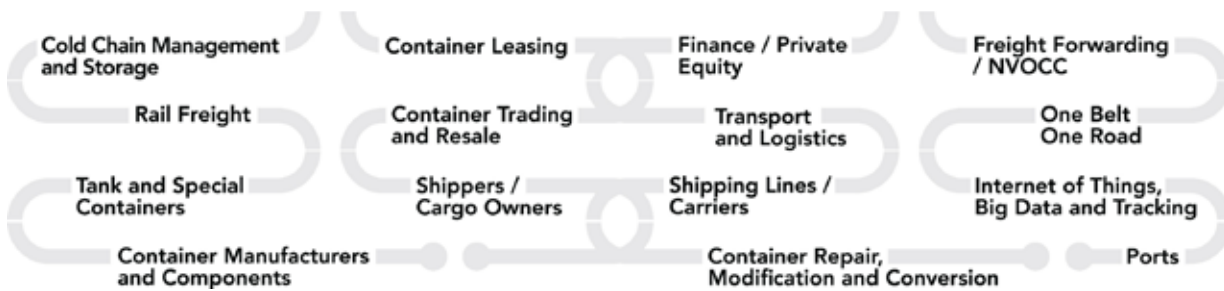 Cold Chain Management
and Storage
Container Leasing
Finance / Private
Equity
Freight Forwarding
/ NVOCC
Rail Freight
Container Trading
and Resale
Transport
and Logistics
One Belt
One Road
Tank and Special
Containers
Shippers /
Cargo Owners
Shipping Lines /
Carriers
Internet of Things,
Big Data and Tracking
Container Manufacturers
and Components
Container Repair,
Modification and Conversion
Ports